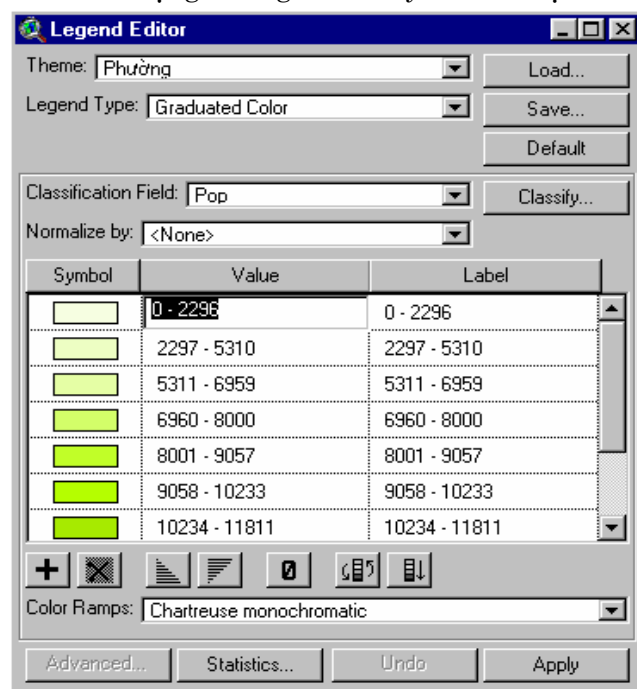 Legend Editor
Theme: Phường
Load...
Legend Type: Graduated Color
Save...
Default
Classification Field: Pop
Classify...
Normalize by: <None>
Symbol Value Label
0 - 2296 0 - 2296
2297 - 5310 2297 - 5310
5311 - 6959 5311 - 6959
6960 - 8000 6960 - 8000
8001 - 9057 8001 - 9057
9058 - 10233 9058 - 10233
10234 - 11811 10234 - 11811
0
Color Ramps: Chartreuse monochromatic
Advanced... Statistics... Undo Apply